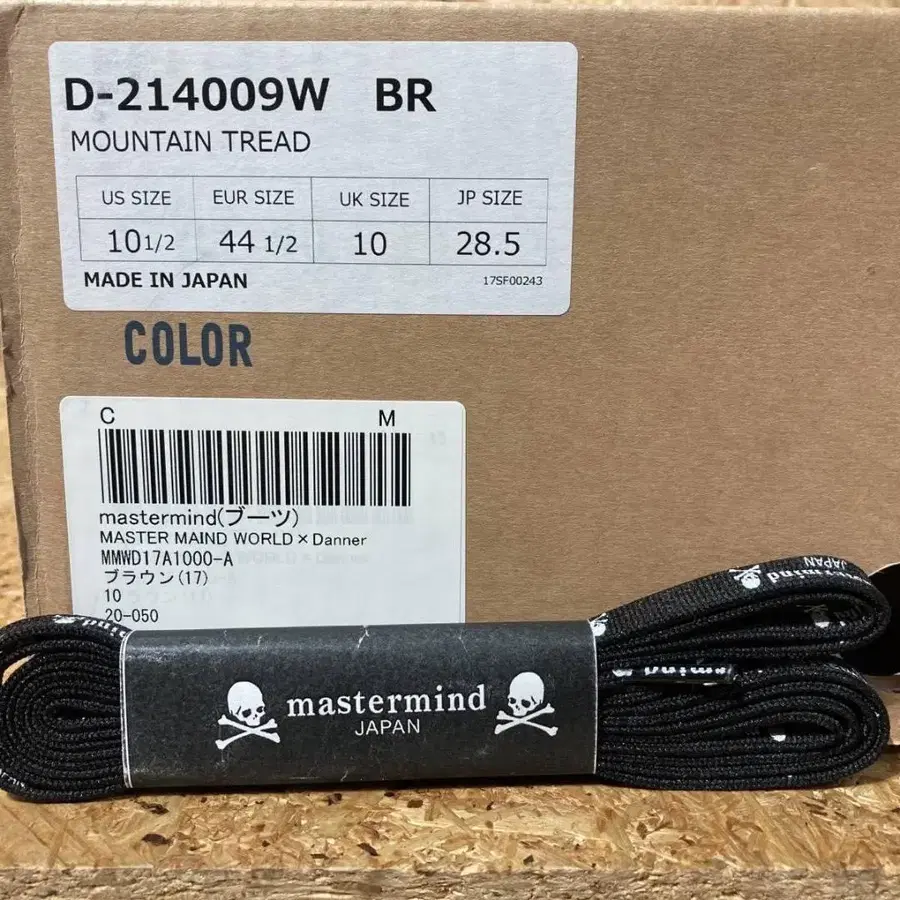 D-214009W BR
MOUNTAIN TREAD
US SIZE EUR SIZE UK SIZE JP SIZE
10 1/2 44 1/2 10 28.5
MADE IN JAPAN 17SF00243
COLOR
C M
mastermind(ブーツ)
MASTER MAIND WORLD×Danner
MMWD17A1000-A
ブラウン(17)
10
20-050
mastermind
JAPAN
mastermind
JAPAN